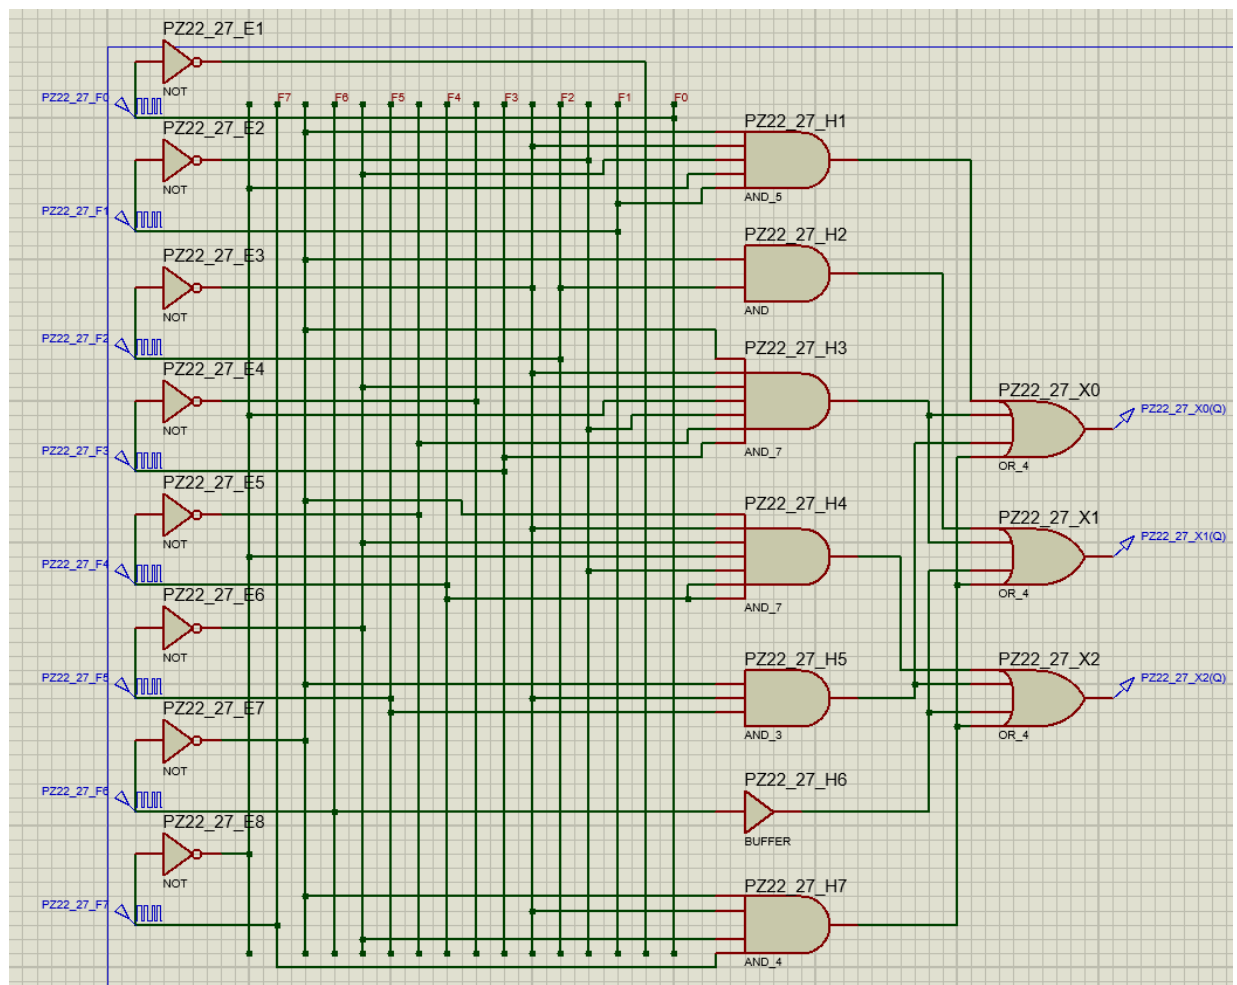 PZ22_27_E1
NOT
PZ22_27_F0
F7
F6
F5
F4
F3
F2
F1
F0
PZ22_27_E2
NOT
PZ22_27_F1
PZ22_27_H1
AND_5
PZ22_27_E3
NOT
PZ22_27_F2
PZ22_27_H2
AND
PZ22_27_E4
NOT
PZ22_27_F3
PZ22_27_H3
AND_7
PZ22_27_X0
PZ22_27_X0(Q)
OR_4
PZ22_27_E5
NOT
PZ22_27_F4
PZ22_27_H4
AND_7
PZ22_27_X1
PZ22_27_X1(Q)
OR_4
PZ22_27_E6
NOT
PZ22_27_F5
PZ22_27_H5
AND_3
PZ22_27_X2
PZ22_27_X2(Q)
OR_4
PZ22_27_E7
NOT
PZ22_27_F6
PZ22_27_H6
BUFFER
PZ22_27_E8
NOT
PZ22_27_F7
PZ22_27_H7
AND_4